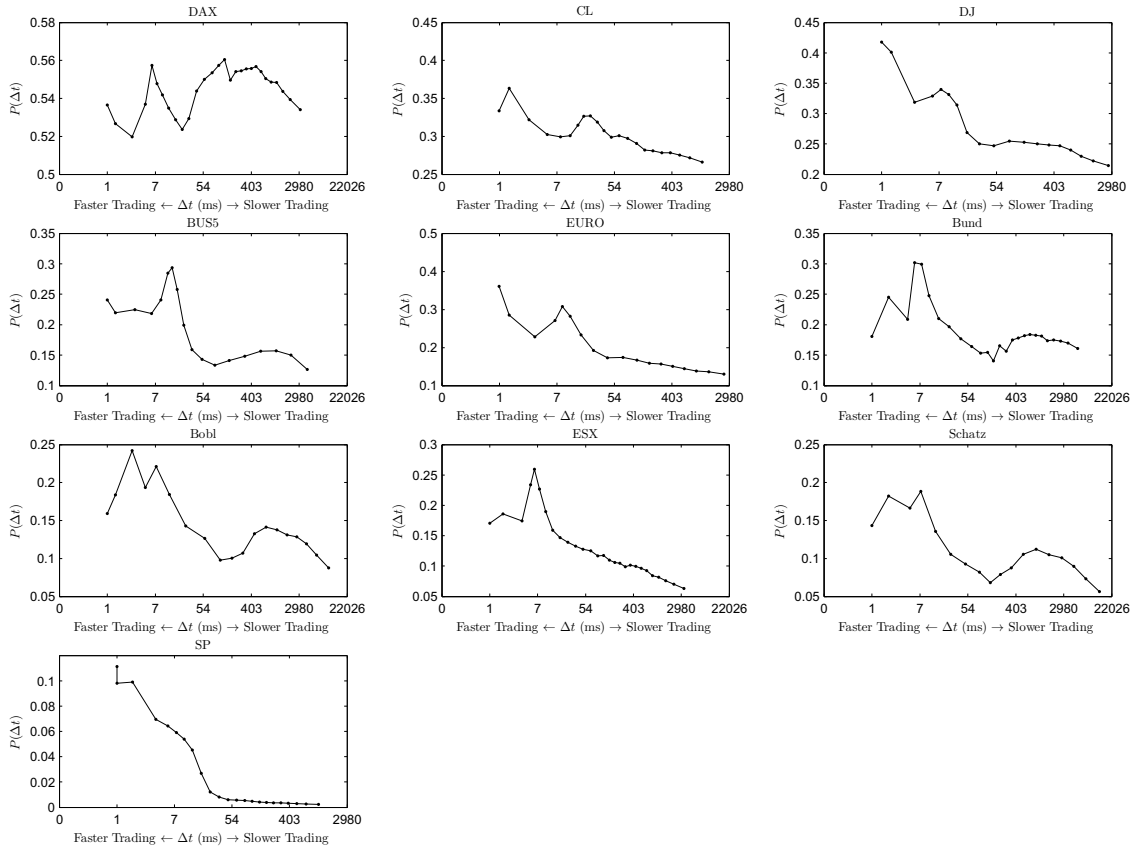 DAX
0.58
0.56
0.54
0.52
0.5
P(Δt)
0 1 7 54 403 2980 22026
Faster Trading ← Δt (ms) → Slower Trading
CL
0.45
0.4
0.35
0.3
0.25
P(Δt)
0 1 7 54 403 2980
Faster Trading ← Δt (ms) → Slower Trading
DJ
0.45
0.4
0.35
0.3
0.25
0.2
P(Δt)
0 1 7 54 403 2980
Faster Trading ← Δt (ms) → Slower Trading
BUS5
0.35
0.3
0.25
0.2
0.15
0.1
P(Δt)
0 1 7 54 403 2980 22026
Faster Trading ← Δt (ms) → Slower Trading
EURO
0.5
0.4
0.3
0.2
0.1
P(Δt)
0 1 7 54 403 2980
Faster Trading ← Δt (ms) → Slower Trading
Bund
0.35
0.3
0.25
0.2
0.15
0.1
P(Δt)
0 1 7 54 403 2980 22026
Faster Trading ← Δt (ms) → Slower Trading
Bobl
0.25
0.2
0.15
0.1
0.05
P(Δt)
0 1 7 54 403 2980 22026
Faster Trading ← Δt (ms) → Slower Trading
ESX
0.3
0.25
0.2
0.15
0.1
0.05
P(Δt)
0 1 7 54 403 2980 22026
Faster Trading ← Δt (ms) → Slower Trading
Schatz
0.25
0.2
0.15
0.1
0.05
P(Δt)
0 1 7 54 403 2980 22026
Faster Trading ← Δt (ms) → Slower Trading
SP
0.1
0.08
0.06
0.04
0.02
0
P(Δt)
0 1 7 54 403 2980
Faster Trading ← Δt (ms) → Slower Trading